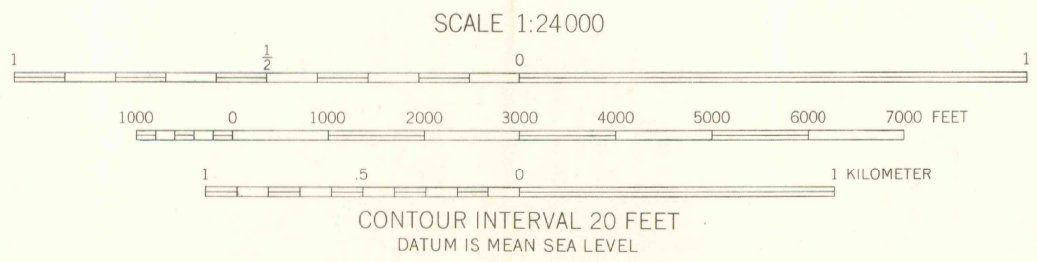 SCALE 1:24000
1 1/2 0 1
1000 0 1000 2000 3000 4000 5000 6000 7000 FEET
1 .5 0 1 KILOMETER
CONTOUR INTERVAL 20 FEET
DATUM IS MEAN SEA LEVEL